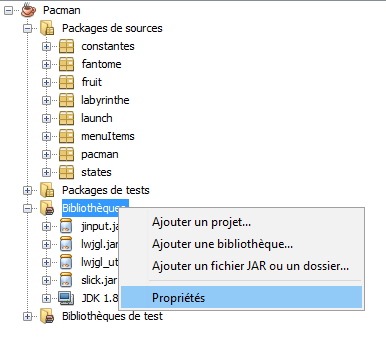 Pacman
Packages de sources
constantes
fantome
fruit
labyrinthe
launch
menuItems
pacman
states
Packages de tests
Bibliothèques
jinput.ja
lwjgl.jar
lwjgl_ut
slick.jar
JDK 1.8
Bibliothèques de test
Ajouter un projet...
Ajouter une bibliothèque...
Ajouter un fichier JAR ou un dossier...
Propriétés